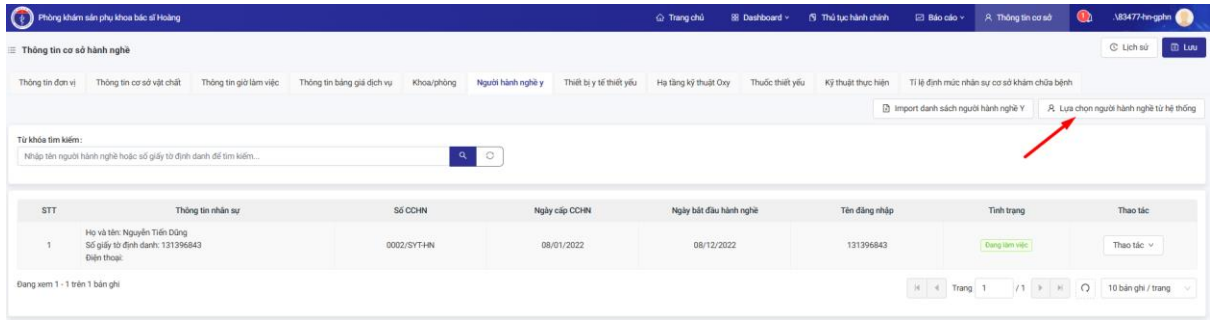 Phòng khám sản phụ khoa bác sĩ Hoàng
Trang chủ
Dashboard
Thủ tục hành chính
Báo cáo
Thông tin cơ sở
.\83477-hn-gphn
Thông tin cơ sở hành nghề
Lịch sử
Lưu
Thông tin đơn vị
Thông tin cơ sở vật chất
Thông tin giờ làm việc
Thông tin bảng giá dịch vụ
Khoa/phòng
Người hành nghề y
Thiết bị y tế thiết yếu
Hạ tầng kỹ thuật Oxy
Thuốc thiết yếu
Kỹ thuật thực hiện
Tỉ lệ định mức nhân sự cơ sở khám chữa bệnh
Import danh sách người hành nghề Y
Lựa chọn người hành nghề từ hệ thống
Từ khóa tìm kiếm:
Nhập tên người hành nghề hoặc số giấy tờ định danh để tìm kiếm...
STT
Thông tin nhân sự
Số CCHN
Ngày cấp CCHN
Ngày bắt đầu hành nghề
Tên đăng nhập
Tình trạng
Thao tác
1
Họ và tên: Nguyễn Tiến Dũng
Số giấy tờ định danh: 131396843
Điện thoại:
0002/SYT-HN
08/01/2022
08/12/2022
131396843
Đang làm việc
Thao tác
Đang xem 1 - 1 trên 1 bản ghi
Trang 1 / 1
10 bản ghi / trang